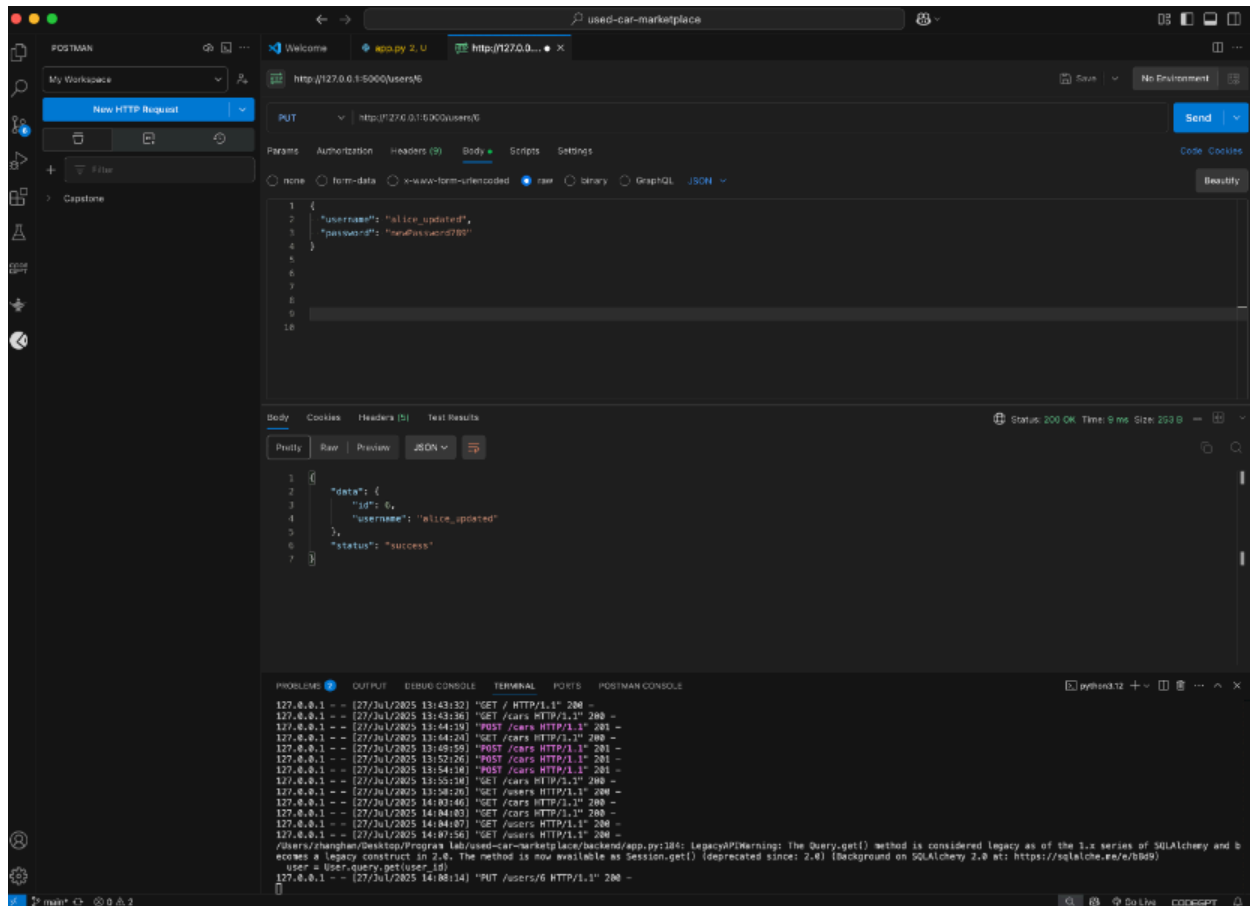 used-car-marketplace
POSTMAN
Welcome
app.py 2, U
http://127.0.0....
My Workspace
http://127.0.0.1:5000/users/6
Save
No Environment
New HTTP Request
PUT
http://127.0.0.1:5000/users/6
Send
Filter
Capstone
Params Authorization Headers (9) Body Scripts Settings
Code Cookies
none form-data x-www-form-urlencoded raw binary GraphQL JSON
Beautify
1 {
2 "username": "alice_updated",
3 "password": "newPassword789"
4 }
5
6
7
8
9
10
Body Cookies Headers (5) Test Results
Status: 200 OK Time: 9 ms Size: 253 B
Pretty Raw Preview JSON
1 {
2 "data": {
3 "id": 6,
4 "username": "alice_updated"
5 },
6 "status": "success"
7 }
PROBLEMS 2 OUTPUT DEBUG CONSOLE TERMINAL PORTS POSTMAN CONSOLE
python3.12
127.0.0.1 - - [27/Jul/2025 13:43:32] "GET / HTTP/1.1" 200 -
127.0.0.1 - - [27/Jul/2025 13:43:36] "GET /cars HTTP/1.1" 200 -
127.0.0.1 - - [27/Jul/2025 13:44:19] "POST /cars HTTP/1.1" 201 -
127.0.0.1 - - [27/Jul/2025 13:44:24] "GET /cars HTTP/1.1" 200 -
127.0.0.1 - - [27/Jul/2025 13:49:59] "POST /cars HTTP/1.1" 201 -
127.0.0.1 - - [27/Jul/2025 13:52:26] "POST /cars HTTP/1.1" 201 -
127.0.0.1 - - [27/Jul/2025 13:54:10] "POST /cars HTTP/1.1" 201 -
127.0.0.1 - - [27/Jul/2025 13:55:10] "GET /cars HTTP/1.1" 200 -
127.0.0.1 - - [27/Jul/2025 13:58:26] "GET /users HTTP/1.1" 200 -
127.0.0.1 - - [27/Jul/2025 14:03:46] "GET /cars HTTP/1.1" 200 -
127.0.0.1 - - [27/Jul/2025 14:04:03] "GET /cars HTTP/1.1" 200 -
127.0.0.1 - - [27/Jul/2025 14:04:07] "GET /users HTTP/1.1" 200 -
127.0.0.1 - - [27/Jul/2025 14:07:56] "GET /users HTTP/1.1" 200 -
/Users/zhanghan/Desktop/Program lab/used-car-marketplace/backend/app.py:184: LegacyAPIWarning: The Query.get() method is considered legacy as of the 1.x series of SQLAlchemy and b
ecomes a legacy construct in 2.0. The method is now available as Session.get() (deprecated since: 2.0) (Background on SQLAlchemy 2.0 at: https://sqlalche.me/e/b8d9)
user = User.query.get(user_id)
127.0.0.1 - - [27/Jul/2025 14:08:14] "PUT /users/6 HTTP/1.1" 200 -
main* 0 2
Go Live CODEGPT